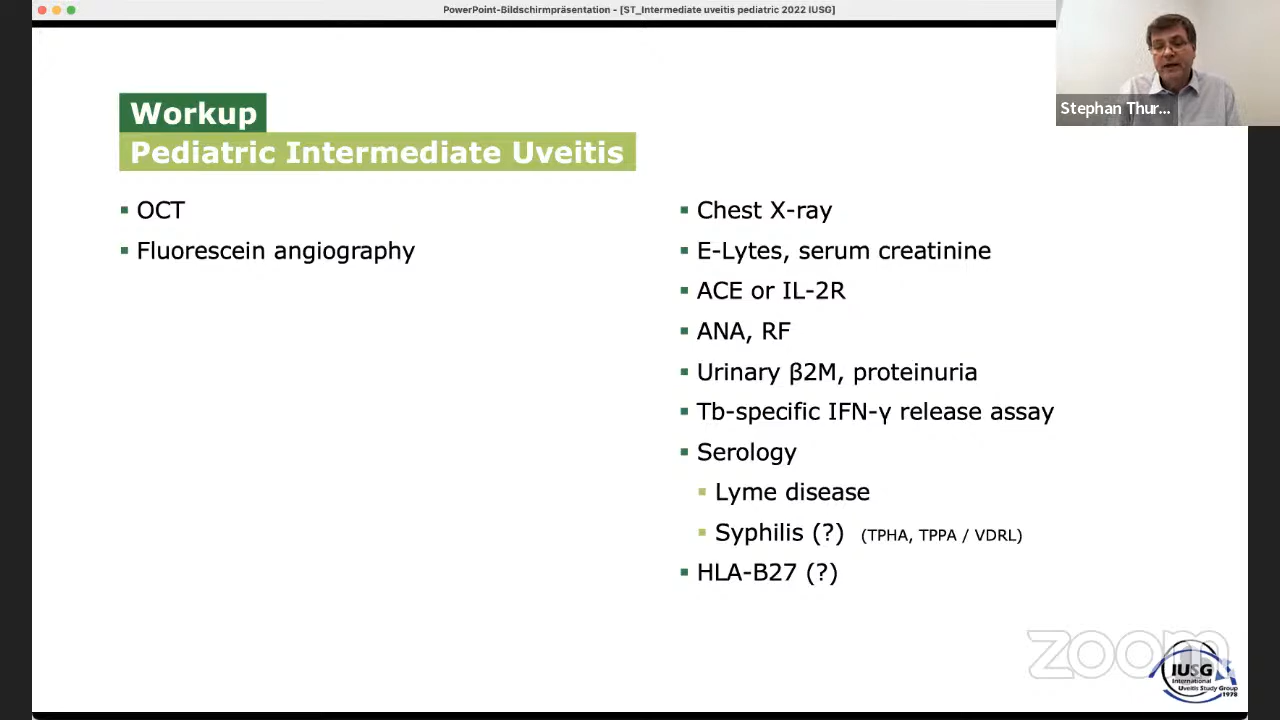 PowerPoint-Bildschirmpräsentation - [ST_Intermediate uveitis pediatric 2022 IUSG]
Stephan Thur...
Workup
Pediatric Intermediate Uveitis
▪ OCT
▪ Fluorescein angiography
▪ Chest X-ray
▪ E-Lytes, serum creatinine
▪ ACE or IL-2R
▪ ANA, RF
▪ Urinary β2M, proteinuria
▪ Tb-specific IFN-γ release assay
▪ Serology
▪ Lyme disease
▪ Syphilis (?) (TPHA, TPPA / VDRL)
▪ HLA-B27 (?)
zoom
IUSG
International
Uveitis Study Group
1978